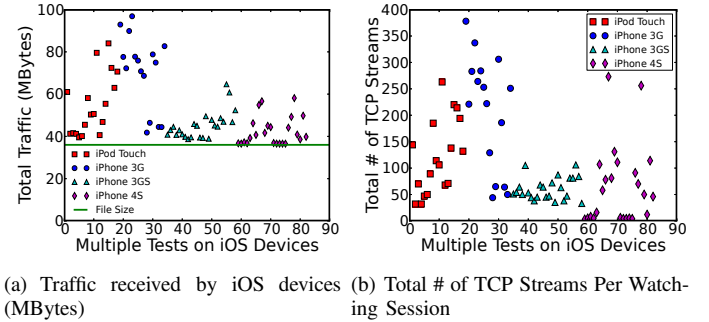 100
80
60
40
20
0
Total Traffic (MBytes)
iPod Touch
iPhone 3G
iPhone 3GS
iPhone 4S
File Size
0 10 20 30 40 50 60 70 80 90
Multiple Tests on iOS Devices
400
350
300
250
200
150
100
50
0
Total # of TCP Streams
iPod Touch
iPhone 3G
iPhone 3GS
iPhone 4S
0 10 20 30 40 50 60 70 80 90
Multiple Tests on iOS Devices
(a) Traffic received by iOS devices
(MBytes)
(b) Total # of TCP Streams Per Watch-
ing Session